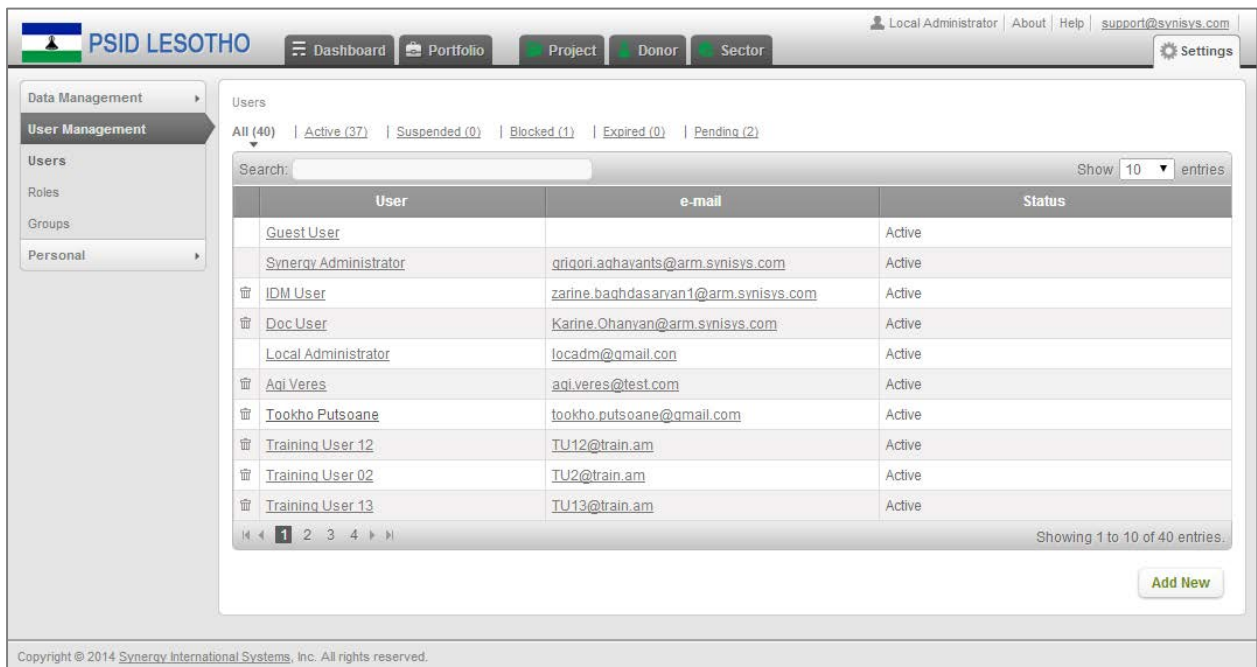 Local Administrator | About | Help | support@synisys.com
PSID LESOTHO
Dashboard Portfolio Project Donor Sector Settings
Data Management
User Management
Users
Roles
Groups
Personal
Users
All (40) | Active (37) | Suspended (0) | Blocked (1) | Expired (0) | Pending (2)
Search: Show 10 entries
User e-mail Status
Guest User Active
Synergy Administrator grigori.aghayants@arm.synisys.com Active
IDM User zarine.baghdasaryan1@arm.synisys.com Active
Doc User Karine.Ohanyan@arm.synisys.com Active
Local Administrator locadm@gmail.con Active
Agi Veres agi.veres@test.com Active
Tookho Putsoane tookho.putsoane@gmail.com Active
Training User 12 TU12@train.am Active
Training User 02 TU2@train.am Active
Training User 13 TU13@train.am Active
1 2 3 4 Showing 1 to 10 of 40 entries.
Add New
Copyright © 2014 Synergy International Systems, Inc. All rights reserved.